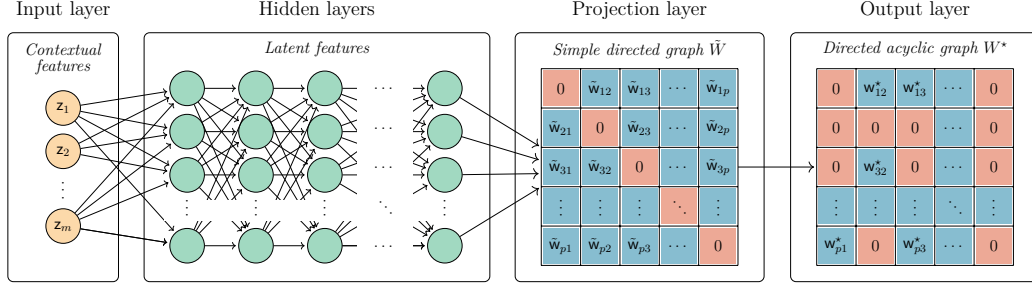 Input layer
Hidden layers
Projection layer
Output layer
Contextual
features
Latent features
Simple directed graph W̃
Directed acyclic graph W⋆
z₁
z₂
⋮
zₘ
⋯
⋯
⋯
⋮ ⋮ ⋮ ⋱ ⋮
⋯
0 w̃₁₂ w̃₁₃ ⋯ w̃₁ₚ
w̃₂₁ 0 w̃₂₃ ⋯ w̃₂ₚ
w̃₃₁ w̃₃₂ 0 ⋯ w̃₃ₚ
⋮ ⋮ ⋮ ⋱ ⋮
w̃ₚ₁ w̃ₚ₂ w̃ₚ₃ ⋯ 0
0 w⋆₁₂ w⋆₁₃ ⋯ 0
0 0 0 ⋯ 0
0 w⋆₃₂ 0 ⋯ 0
⋮ ⋮ ⋮ ⋱ ⋮
w⋆ₚ₁ 0 w⋆ₚ₃ ⋯ 0